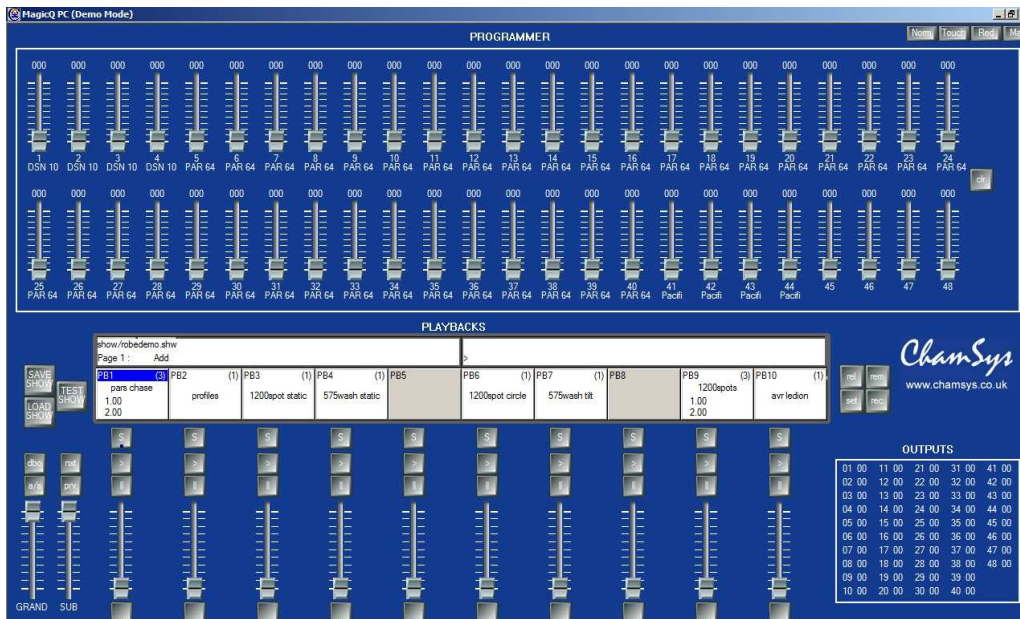 MagicQ PC (Demo Mode)
PROGRAMMER
Norm Touch Red Ma
000 000 000 000 000 000 000 000 000 000 000 000 000 000 000 000 000 000 000 000 000 000 000 000
1 2 3 4 5 6 7 8 9 10 11 12 13 14 15 16 17 18 19 20 21 22 23 24
DSN 10 DSN 10 DSN 10 DSN 10 PAR 64 PAR 64 PAR 64 PAR 64 PAR 64 PAR 64 PAR 64 PAR 64 PAR 64 PAR 64 PAR 64 PAR 64 PAR 64 PAR 64 PAR 64 PAR 64 PAR 64 PAR 64 PAR 64 PAR 64
clr
000 000 000 000 000 000 000 000 000 000 000 000 000 000 000 000 000 000 000 000 000 000 000 000
25 26 27 28 29 30 31 32 33 34 35 36 37 38 39 40 41 42 43 44 45 46 47 48
PAR 64 PAR 64 PAR 64 PAR 64 PAR 64 PAR 64 PAR 64 PAR 64 PAR 64 PAR 64 PAR 64 PAR 64 PAR 64 PAR 64 PAR 64 PAR 64 Pacifi Pacifi Pacifi Pacifi
PLAYBACKS
show/robedemo.shw
Page 1 : Add >
SAVE SHOW
TEST SHOW
LOAD SHOW
PB1 (3) PB2 (1) PB3 (1) PB4 (1) PB5 PB6 (1) PB7 (1) PB8 PB9 (3) PB10 (1)
pars chase profiles 1200spot static 575wash static 1200spot circle 575wash tilt 1200spots avr ledion
1.00 1.00
2.00 2.00
ChamSys
www.chamsys.co.uk
rel rem
set rec
S S S S S S S S S S
dbo nxt > > > > > > > > > >
a/s prv || || || || || || || || || ||
GRAND SUB
OUTPUTS
01 00 11 00 21 00 31 00 41 00
02 00 12 00 22 00 32 00 42 00
03 00 13 00 23 00 33 00 43 00
04 00 14 00 24 00 34 00 44 00
05 00 15 00 25 00 35 00 45 00
06 00 16 00 26 00 36 00 46 00
07 00 17 00 27 00 37 00 47 00
08 00 18 00 28 00 38 00 48 00
09 00 19 00 29 00 39 00
10 00 20 00 30 00 40 00